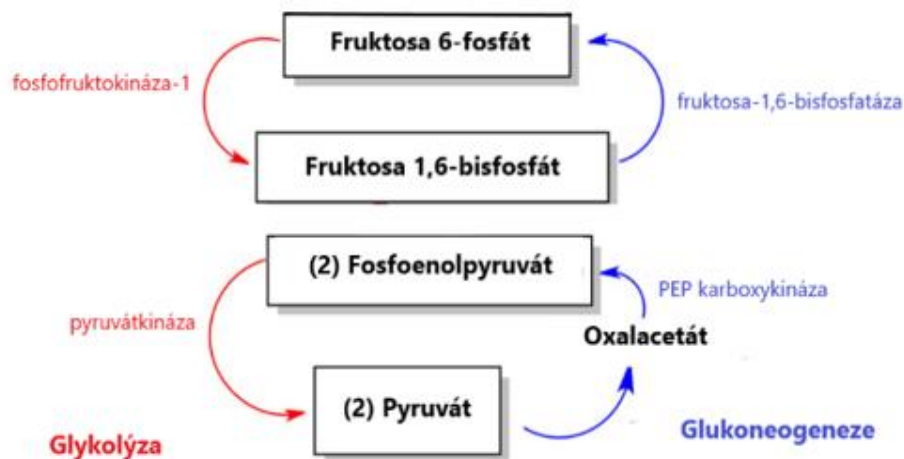 Fruktosa 6-fosfát
fosfofruktokináza-1
fruktosa-1,6-bisfosfatáza
Fruktosa 1,6-bisfosfát
(2) Fosfoenolpyruvát
PEP karboxykináza
pyruvátkináza
Oxalacetát
(2) Pyruvát
Glykolýza
Glukoneogeneze